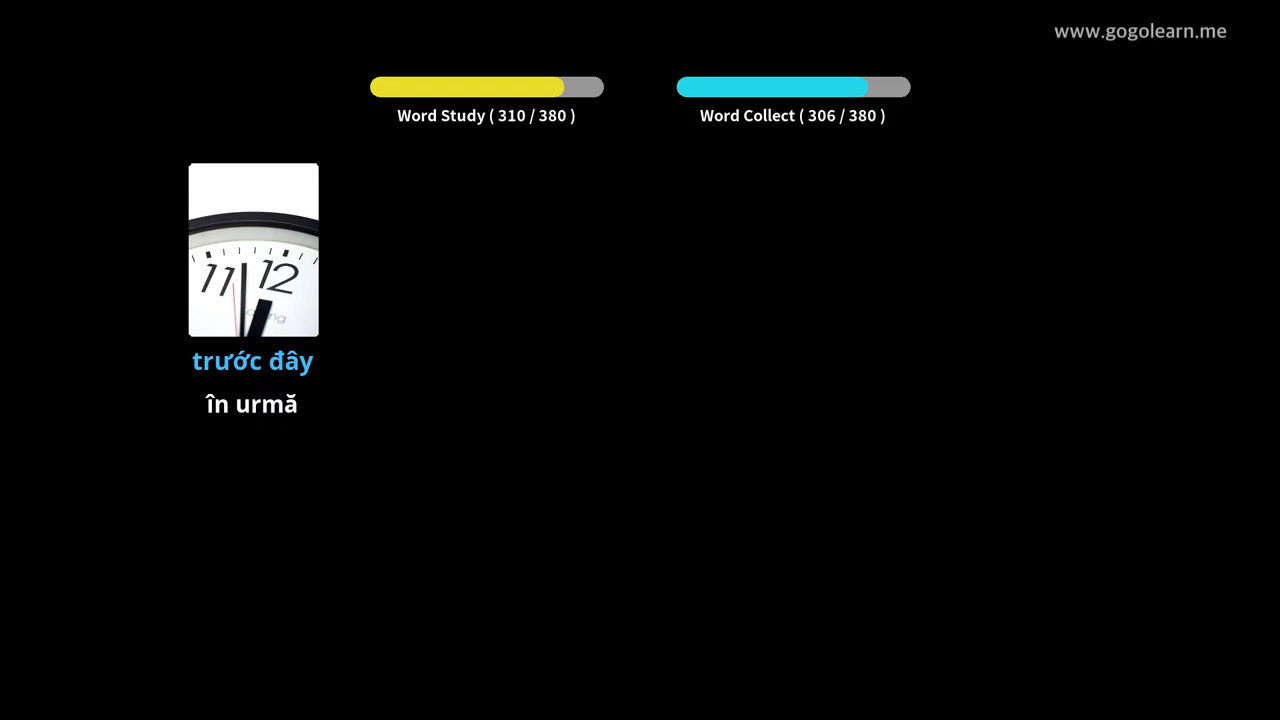 www.gogolearn.me
Word Study ( 310 / 380 )
Word Collect ( 306 / 380 )
11 12
trước đây
în urmă